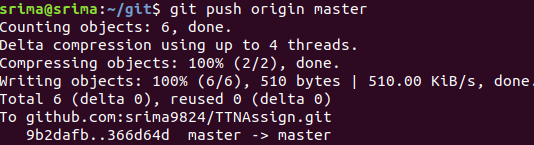 srima@srima:~/git$ git push origin master
Counting objects: 6, done.
Delta compression using up to 4 threads.
Compressing objects: 100% (2/2), done.
Writing objects: 100% (6/6), 510 bytes | 510.00 KiB/s, done.
Total 6 (delta 0), reused 0 (delta 0)
To github.com:srima9824/TTNAssign.git
   9b2dafb..366d64d  master -> master